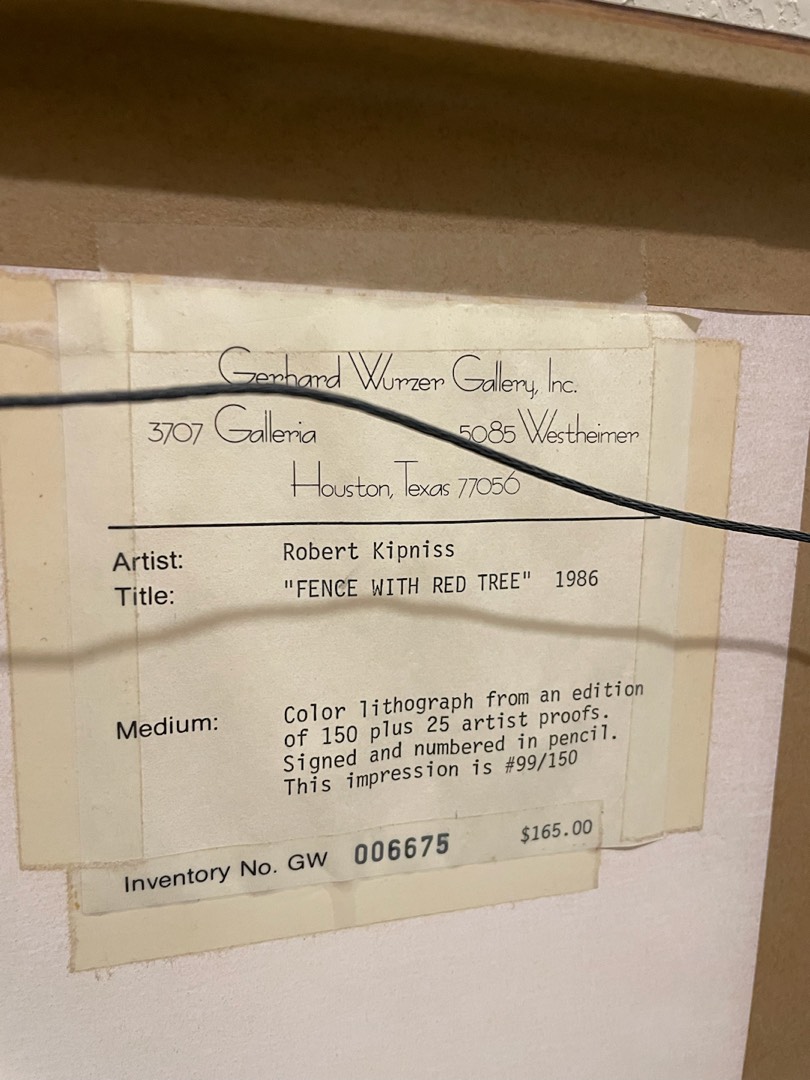 Gerhard Wurzer Gallery, Inc.
3707 Galleria 5085 Westheimer
Houston, Texas 77056
Artist: Robert Kipniss
Title: "FENCE WITH RED TREE" 1986
Medium: Color lithograph from an edition
of 150 plus 25 artist proofs.
Signed and numbered in pencil.
This impression is #99/150
Inventory No. GW 006675 $165.00